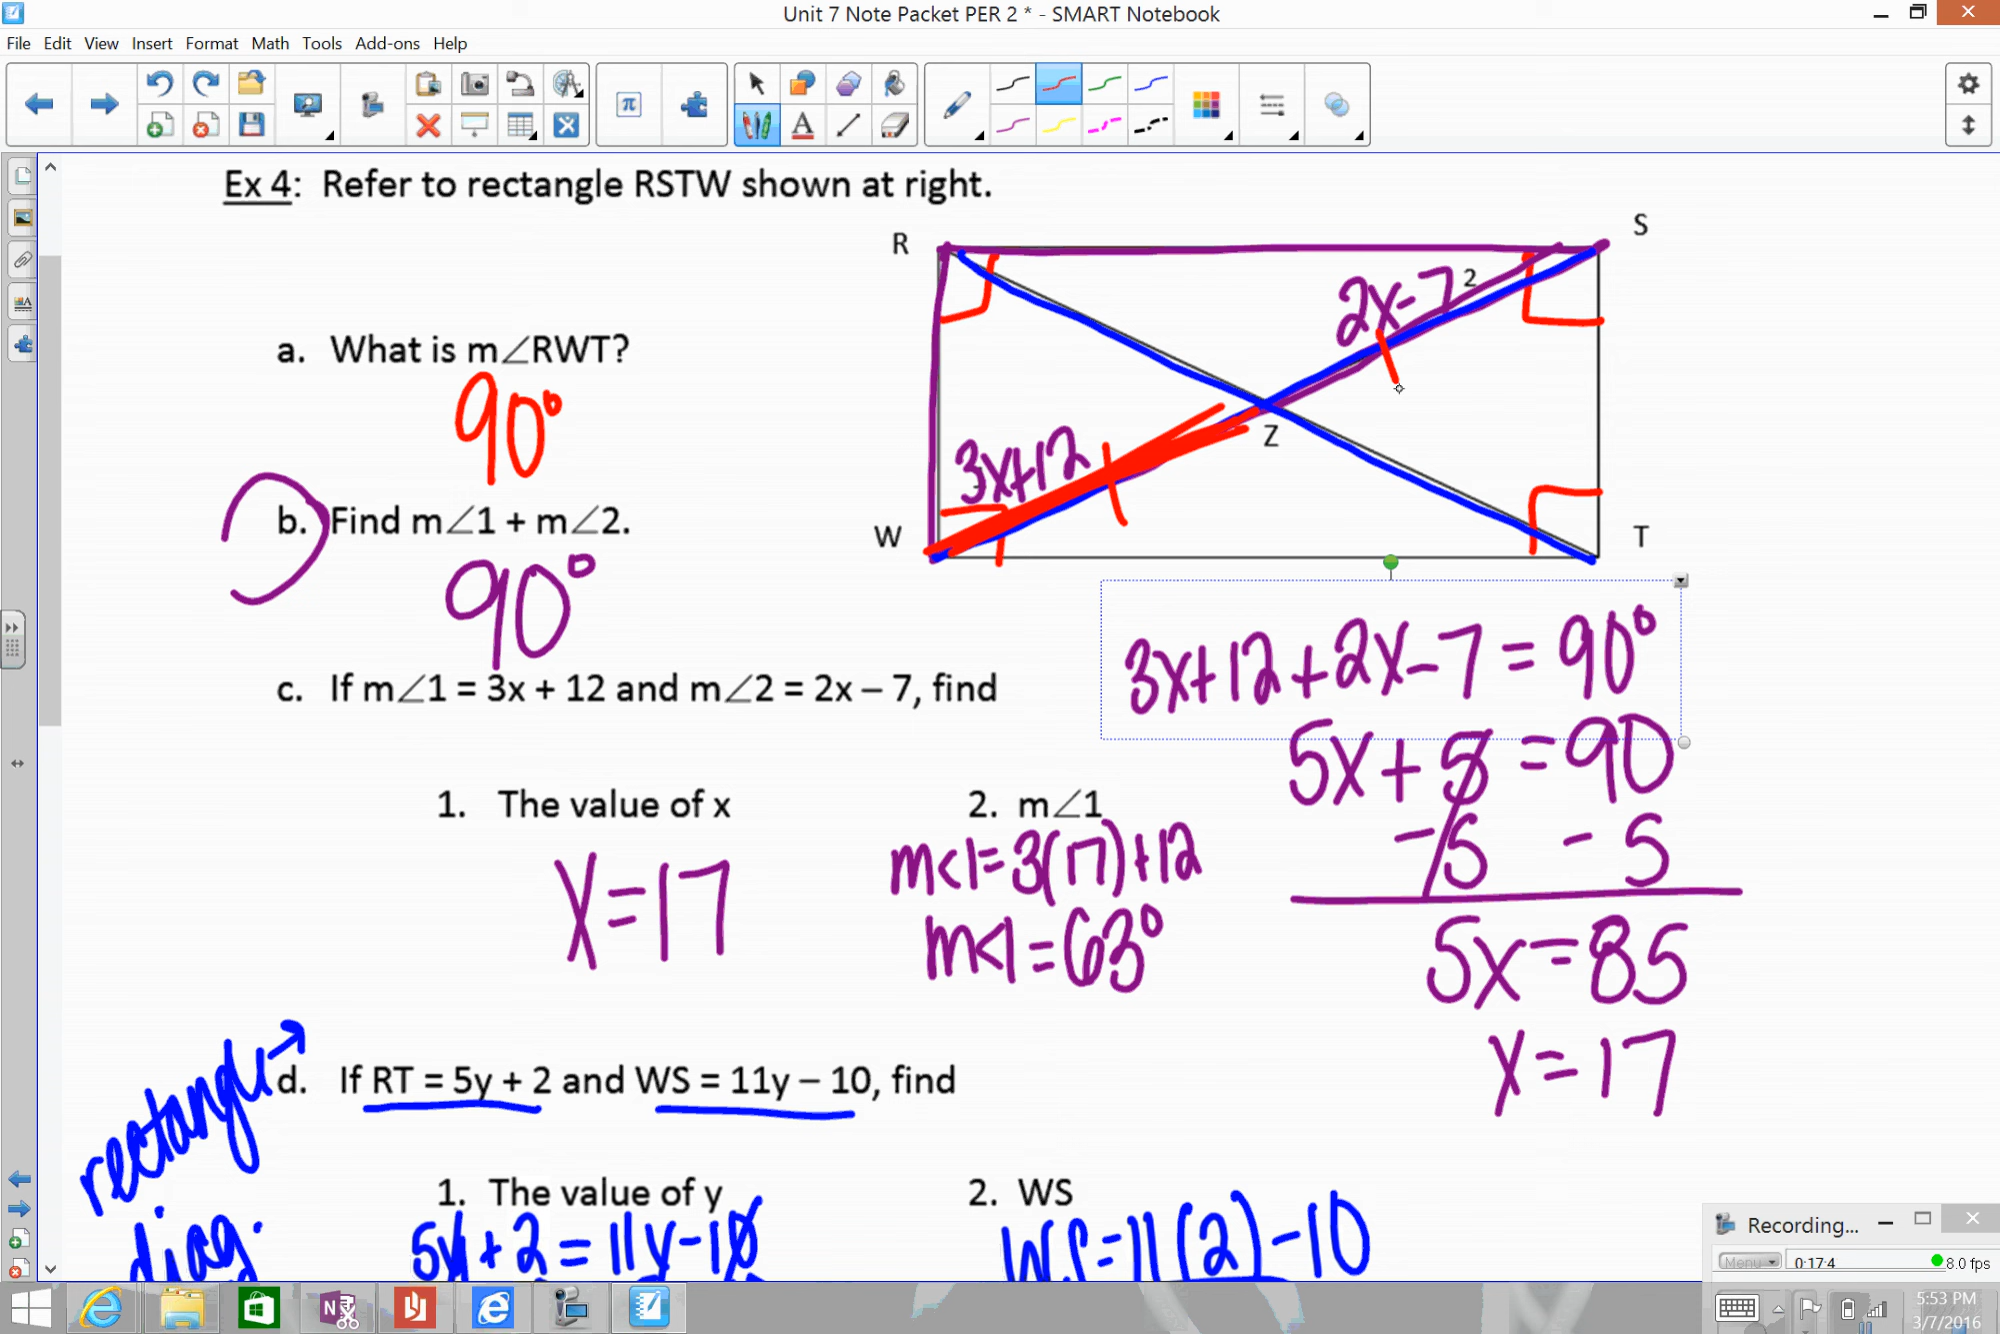 Unit 7 Note Packet PER 2 * - SMART Notebook
File Edit View Insert Format Math Tools Add-ons Help
Ex 4: Refer to rectangle RSTW shown at right.
R
S
2x-7
2
a. What is m∠RWT?
90°
Z
3x+12
W
T
b. Find m∠1 + m∠2.
90°
3x+12+2x-7=90°
c. If m∠1 = 3x + 12 and m∠2 = 2x – 7, find
5x+5=90
-5 -5
5x=85
x=17
1. The value of x
x=17
2. m∠1
m<1=3(17)+12
m<1=63°
rectangle→
d. If RT = 5y + 2 and WS = 11y – 10, find
diag.
1. The value of y
5y+2=11y-10
2. WS
WS=11(2)-10
Recording...
Menu 0:17:4 8.0 fps
5:53 PM
3/7/2016